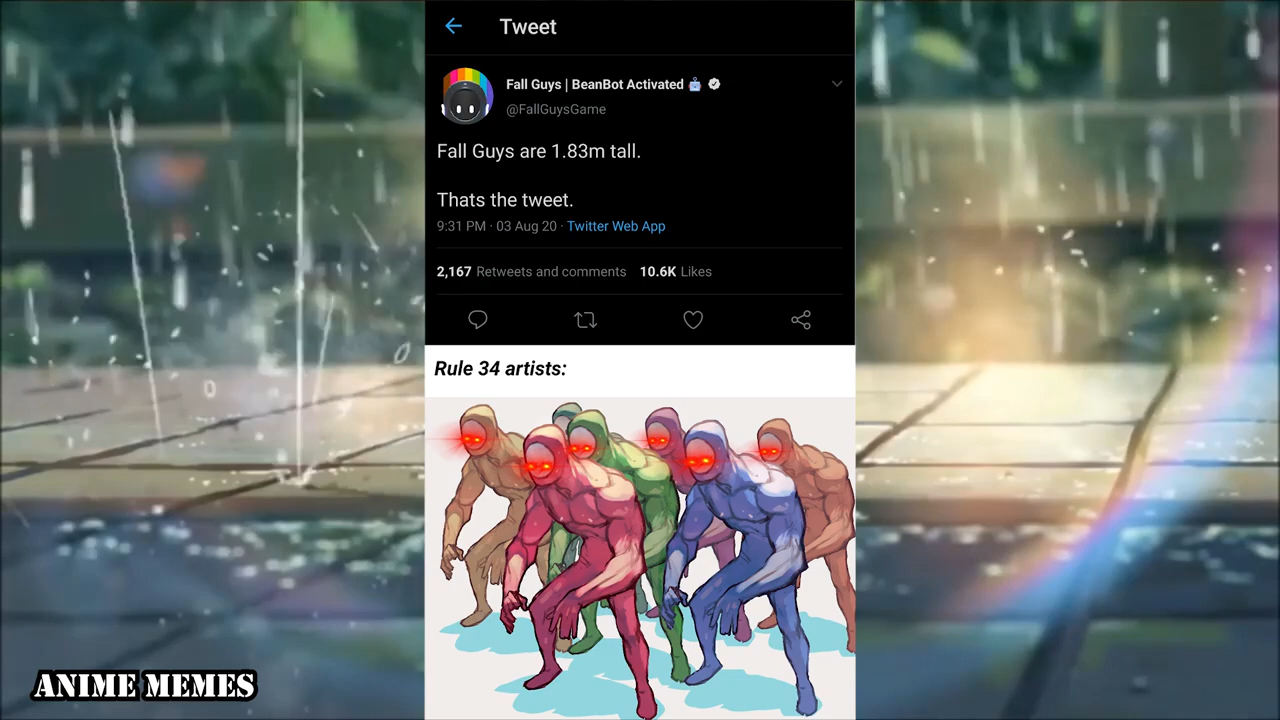 Tweet
Fall Guys | BeanBot Activated
@FallGuysGame
Fall Guys are 1.83m tall.
Thats the tweet.
9:31 PM · 03 Aug 20 · Twitter Web App
2,167 Retweets and comments 10.6K Likes
Rule 34 artists:
ANIME MEMES